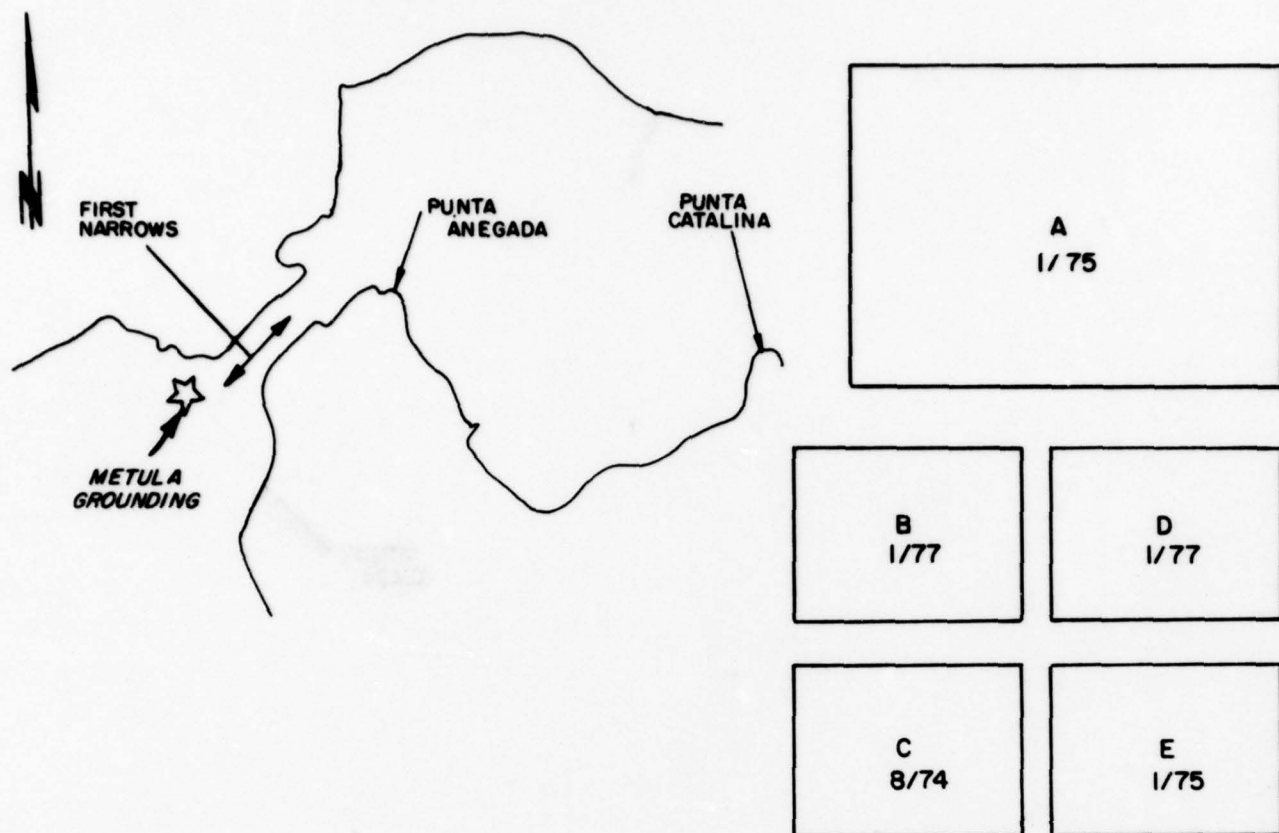 N
FIRST
NARROWS
PUNTA
ANEGADA
PUNTA
CATALINA
METULA
GROUNDING
A
1/75
B
1/77
D
1/77
C
8/74
E
1/75